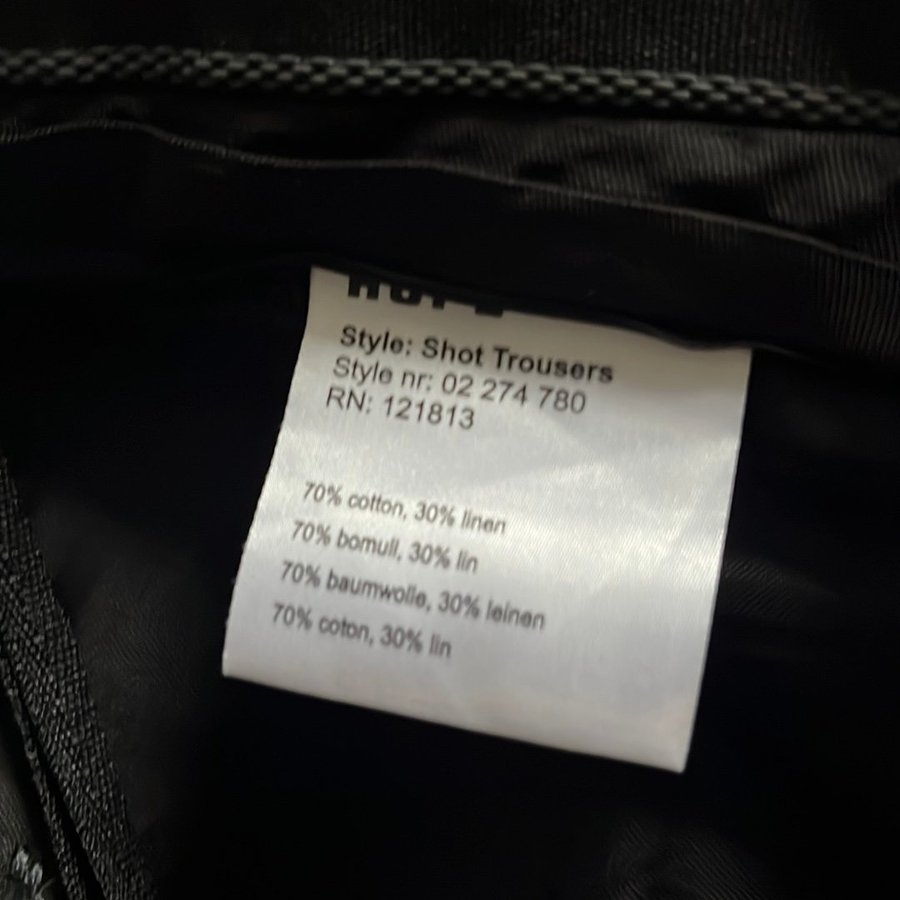 Style: Shot Trousers
Style nr: 02 274 780
RN: 121813
70% cotton, 30% linen
70% bomull, 30% lin
70% baumwolle, 30% leinen
70% coton, 30% lin